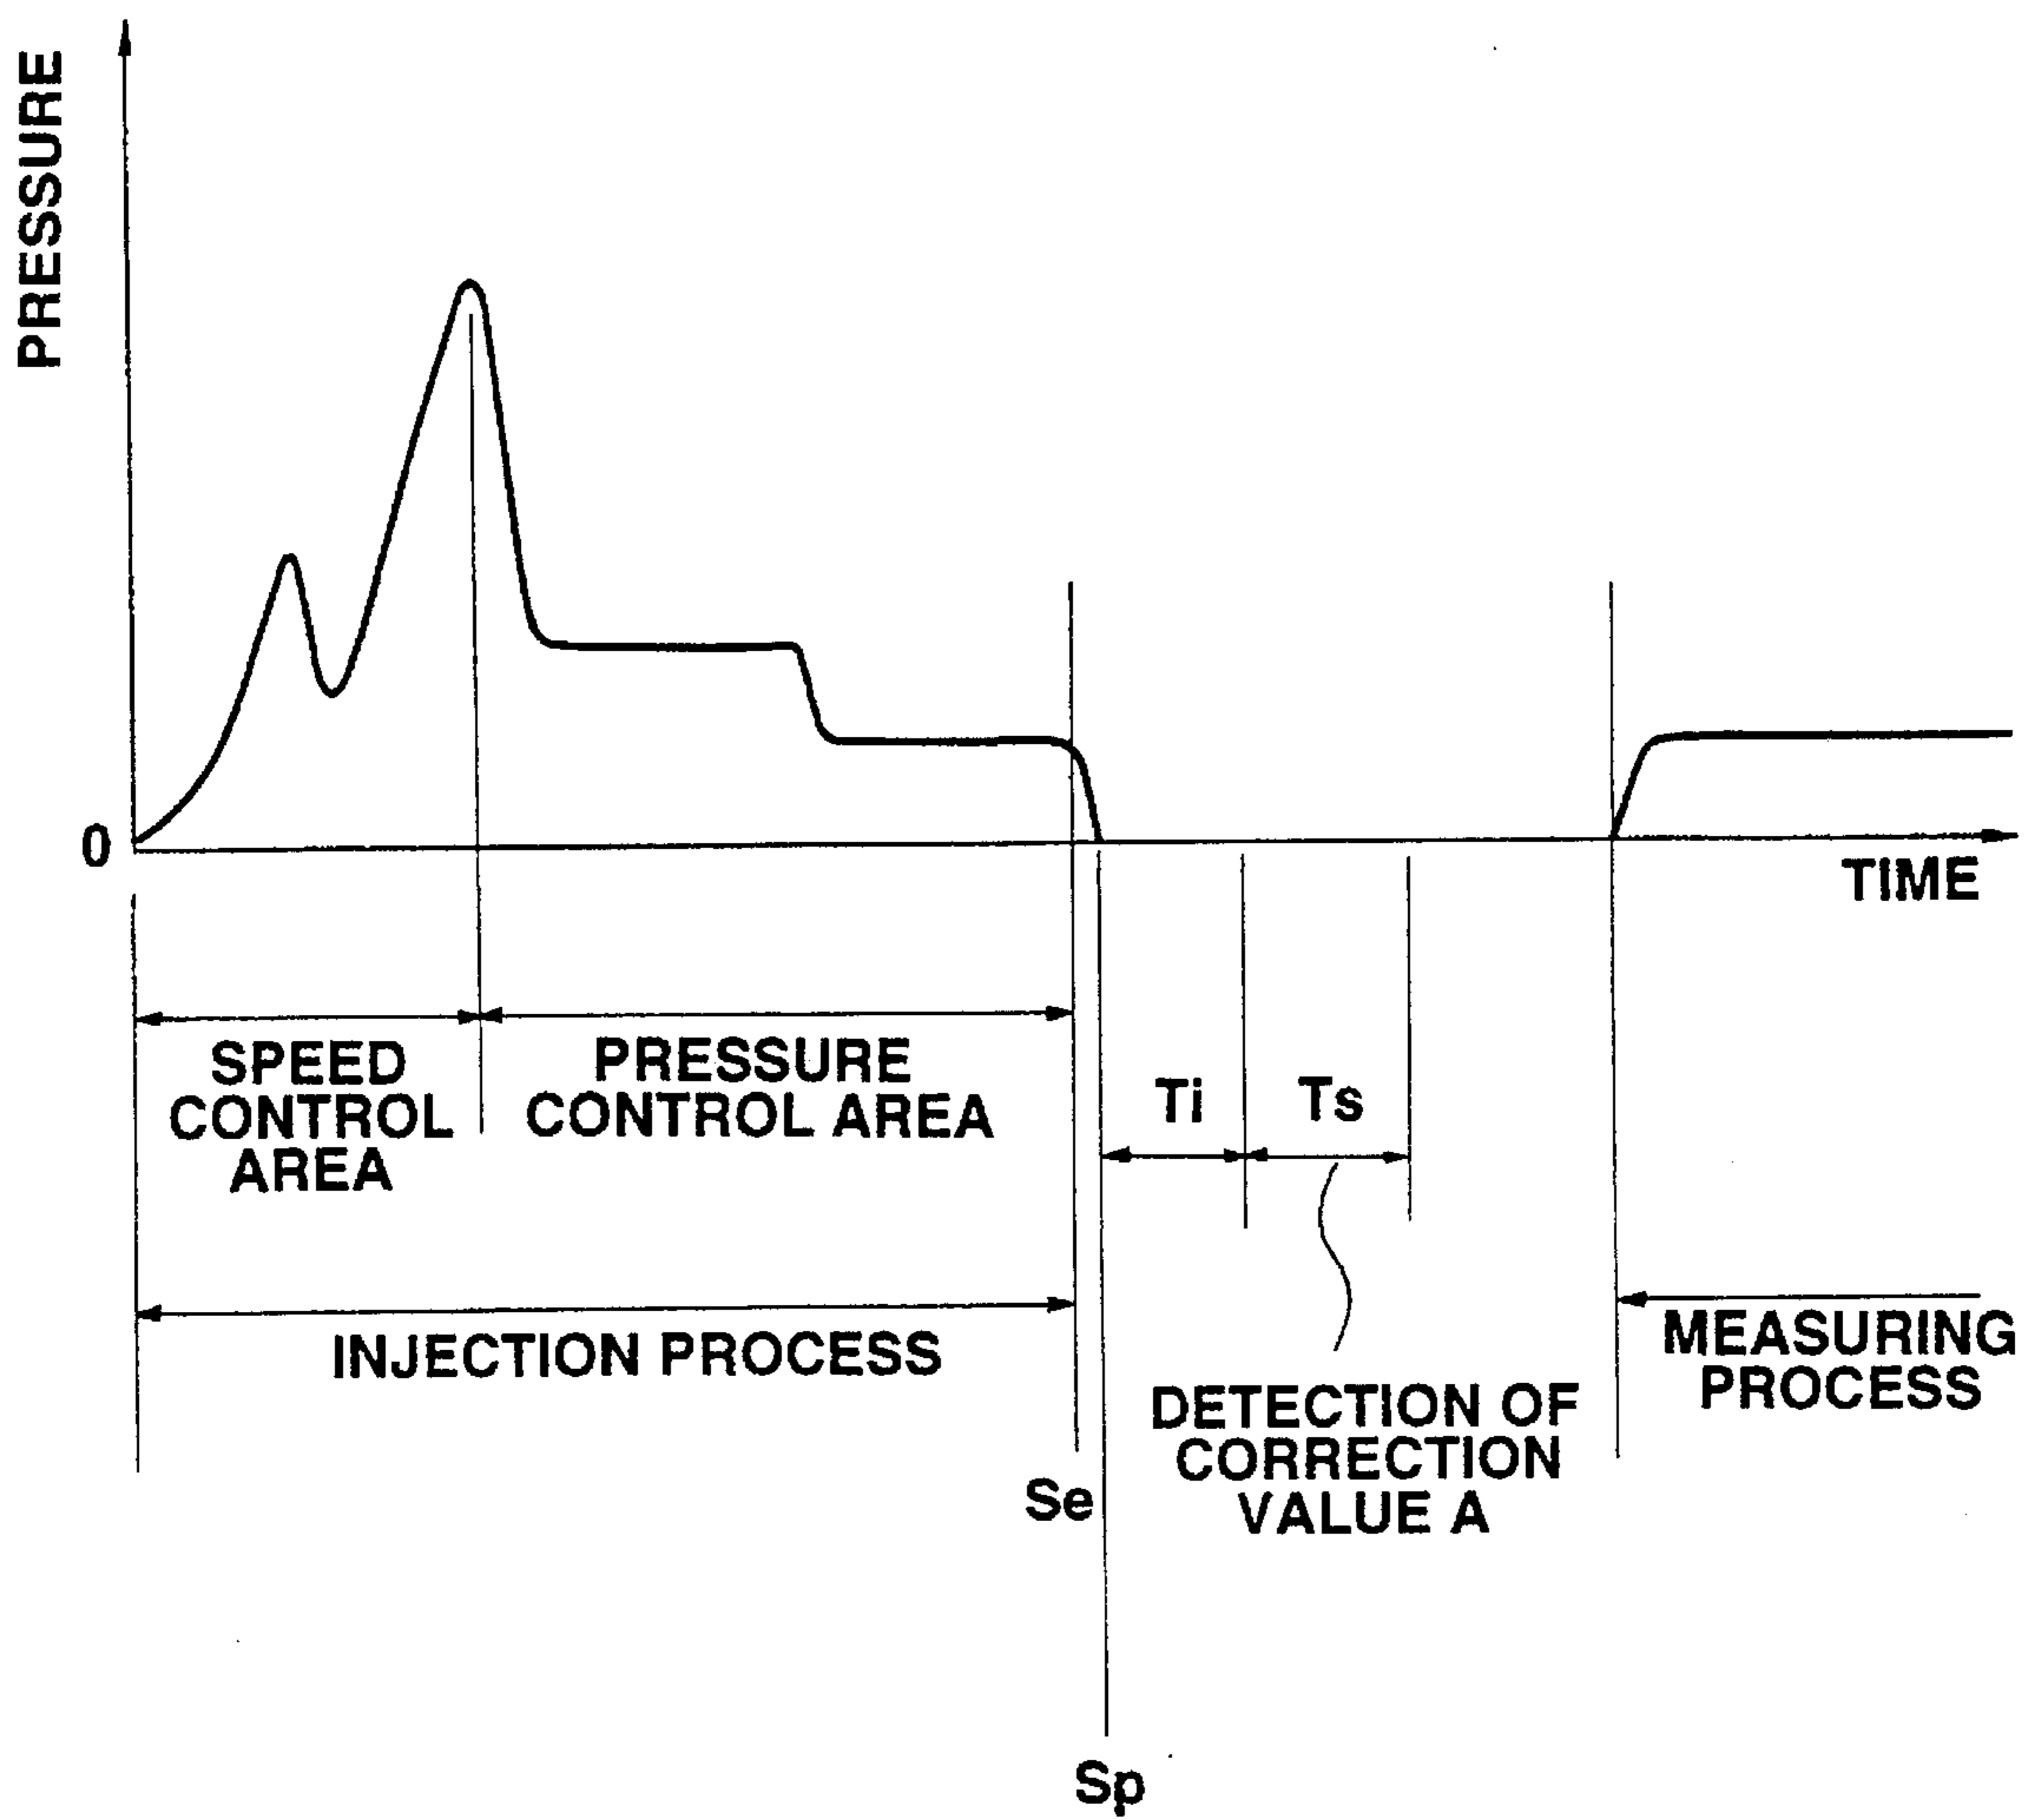 PRESSURE
0
TIME
SPEED
CONTROL
AREA
PRESSURE
CONTROL AREA
Ti
Ts
INJECTION PROCESS
MEASURING
PROCESS
DETECTION OF
CORRECTION
VALUE A
Se
Sp